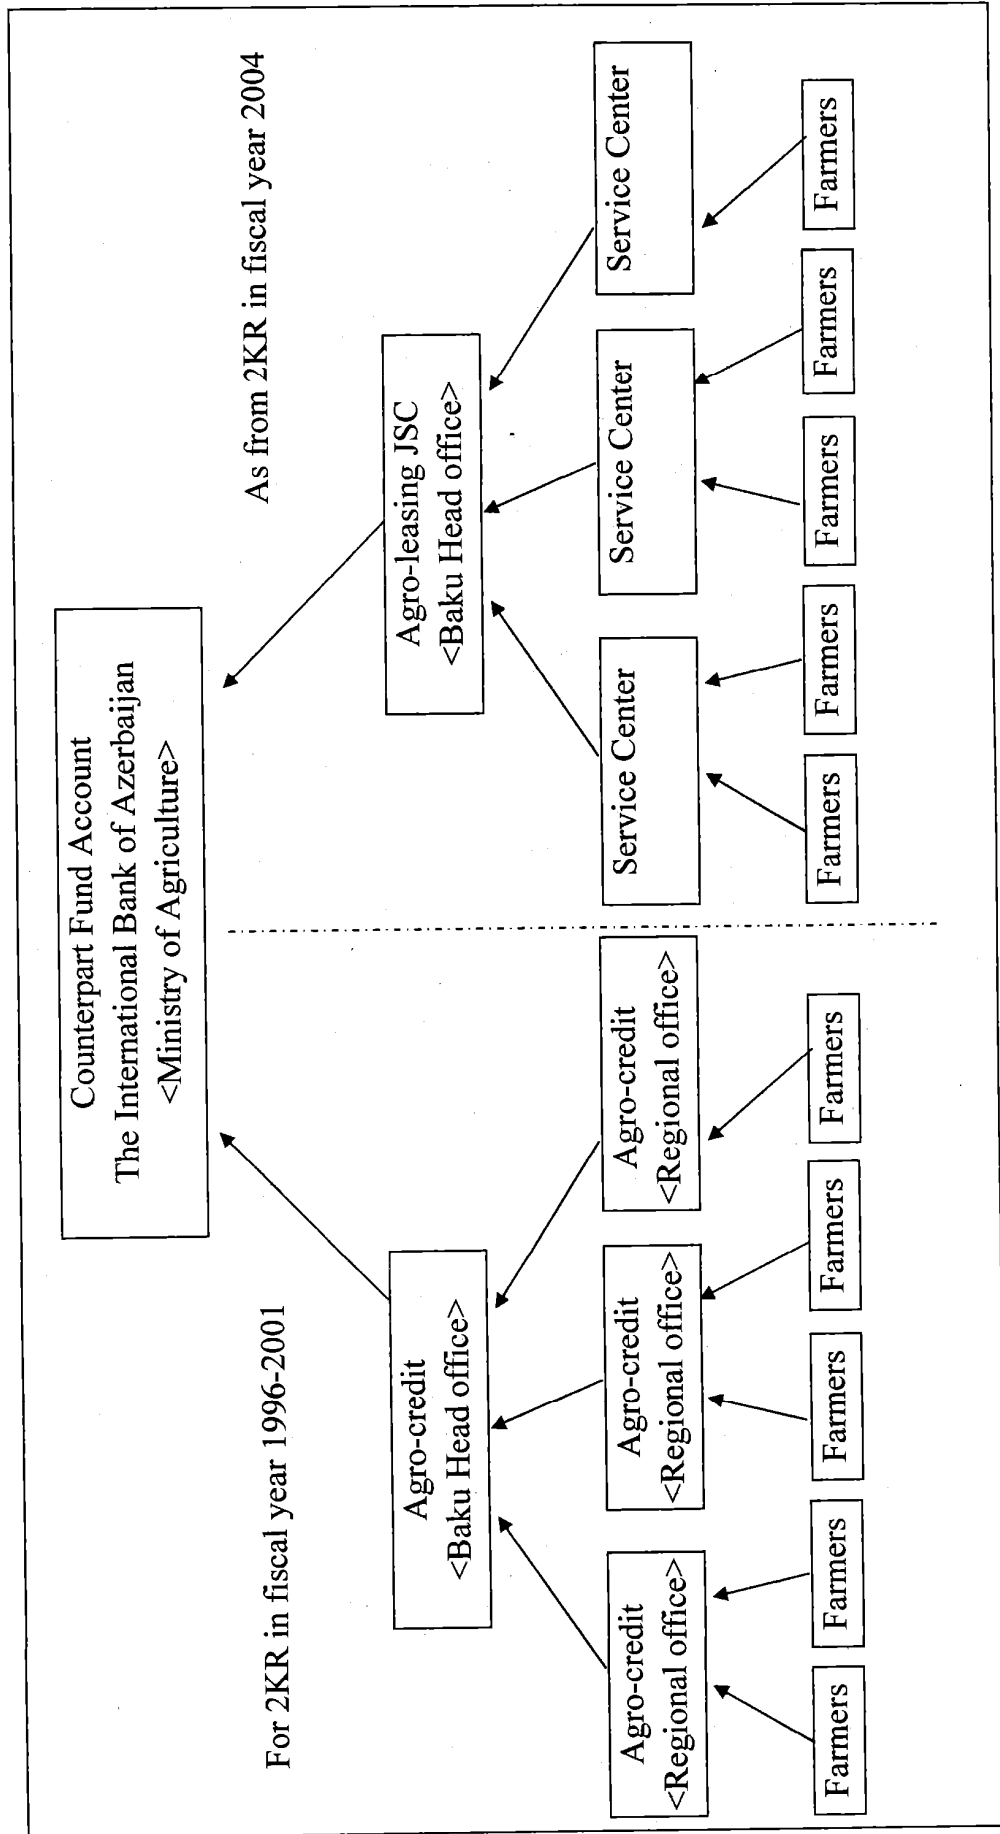 Counterpart Fund Account
The International Bank of Azerbaijan
<Ministry of Agriculture>
For 2KR in fiscal year 1996-2001
As from 2KR in fiscal year 2004
Agro-credit
<Baku Head office>
Agro-leasing JSC
<Baku Head office>
Agro-credit
<Regional office>
Agro-credit
<Regional office>
Agro-credit
<Regional office>
Service Center
Service Center
Service Center
Farmers
Farmers
Farmers
Farmers
Farmers
Farmers
Farmers
Farmers
Farmers
Farmers